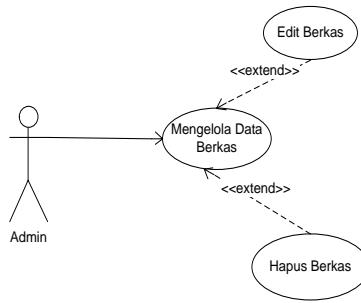 Edit Berkas
<<extend>>
Mengelola Data
Berkas
<<extend>>
Admin
Hapus Berkas